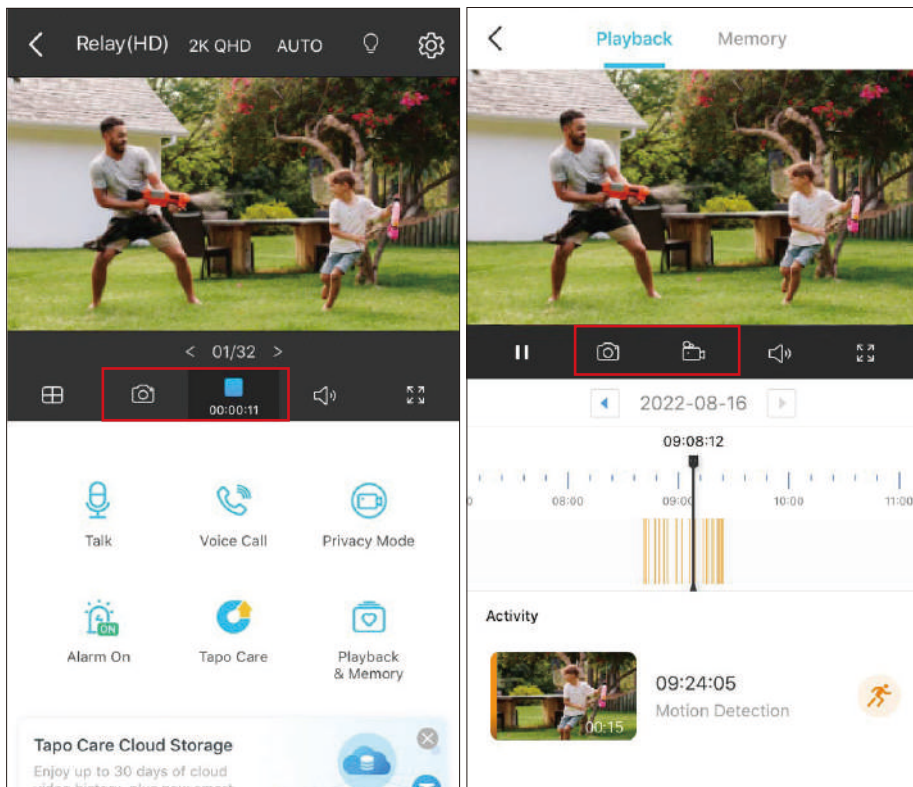 Relay(HD) 2K QHD AUTO
< 01/32 >
00:00:11
Talk Voice Call Privacy Mode
ON
Alarm On Tapo Care Playback
& Memory
Tapo Care Cloud Storage
Enjoy up to 30 days of cloud
Playback Memory
2022-08-16
09:08:12
08:00 09:00 10:00 11:00
Activity
00:15
09:24:05
Motion Detection